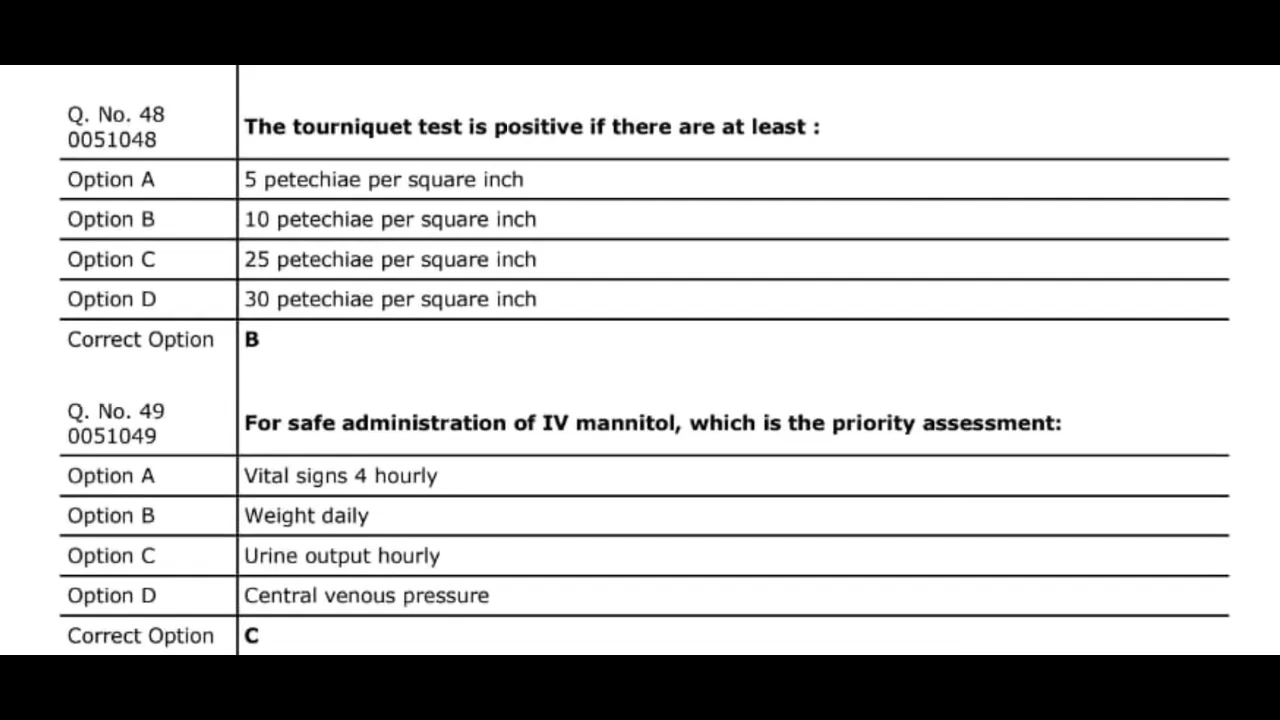 Q. No. 48
0051048
The tourniquet test is positive if there are at least :
Option A
5 petechiae per square inch
Option B
10 petechiae per square inch
Option C
25 petechiae per square inch
Option D
30 petechiae per square inch
Correct Option
B
Q. No. 49
0051049
For safe administration of IV mannitol, which is the priority assessment:
Option A
Vital signs 4 hourly
Option B
Weight daily
Option C
Urine output hourly
Option D
Central venous pressure
Correct Option
C